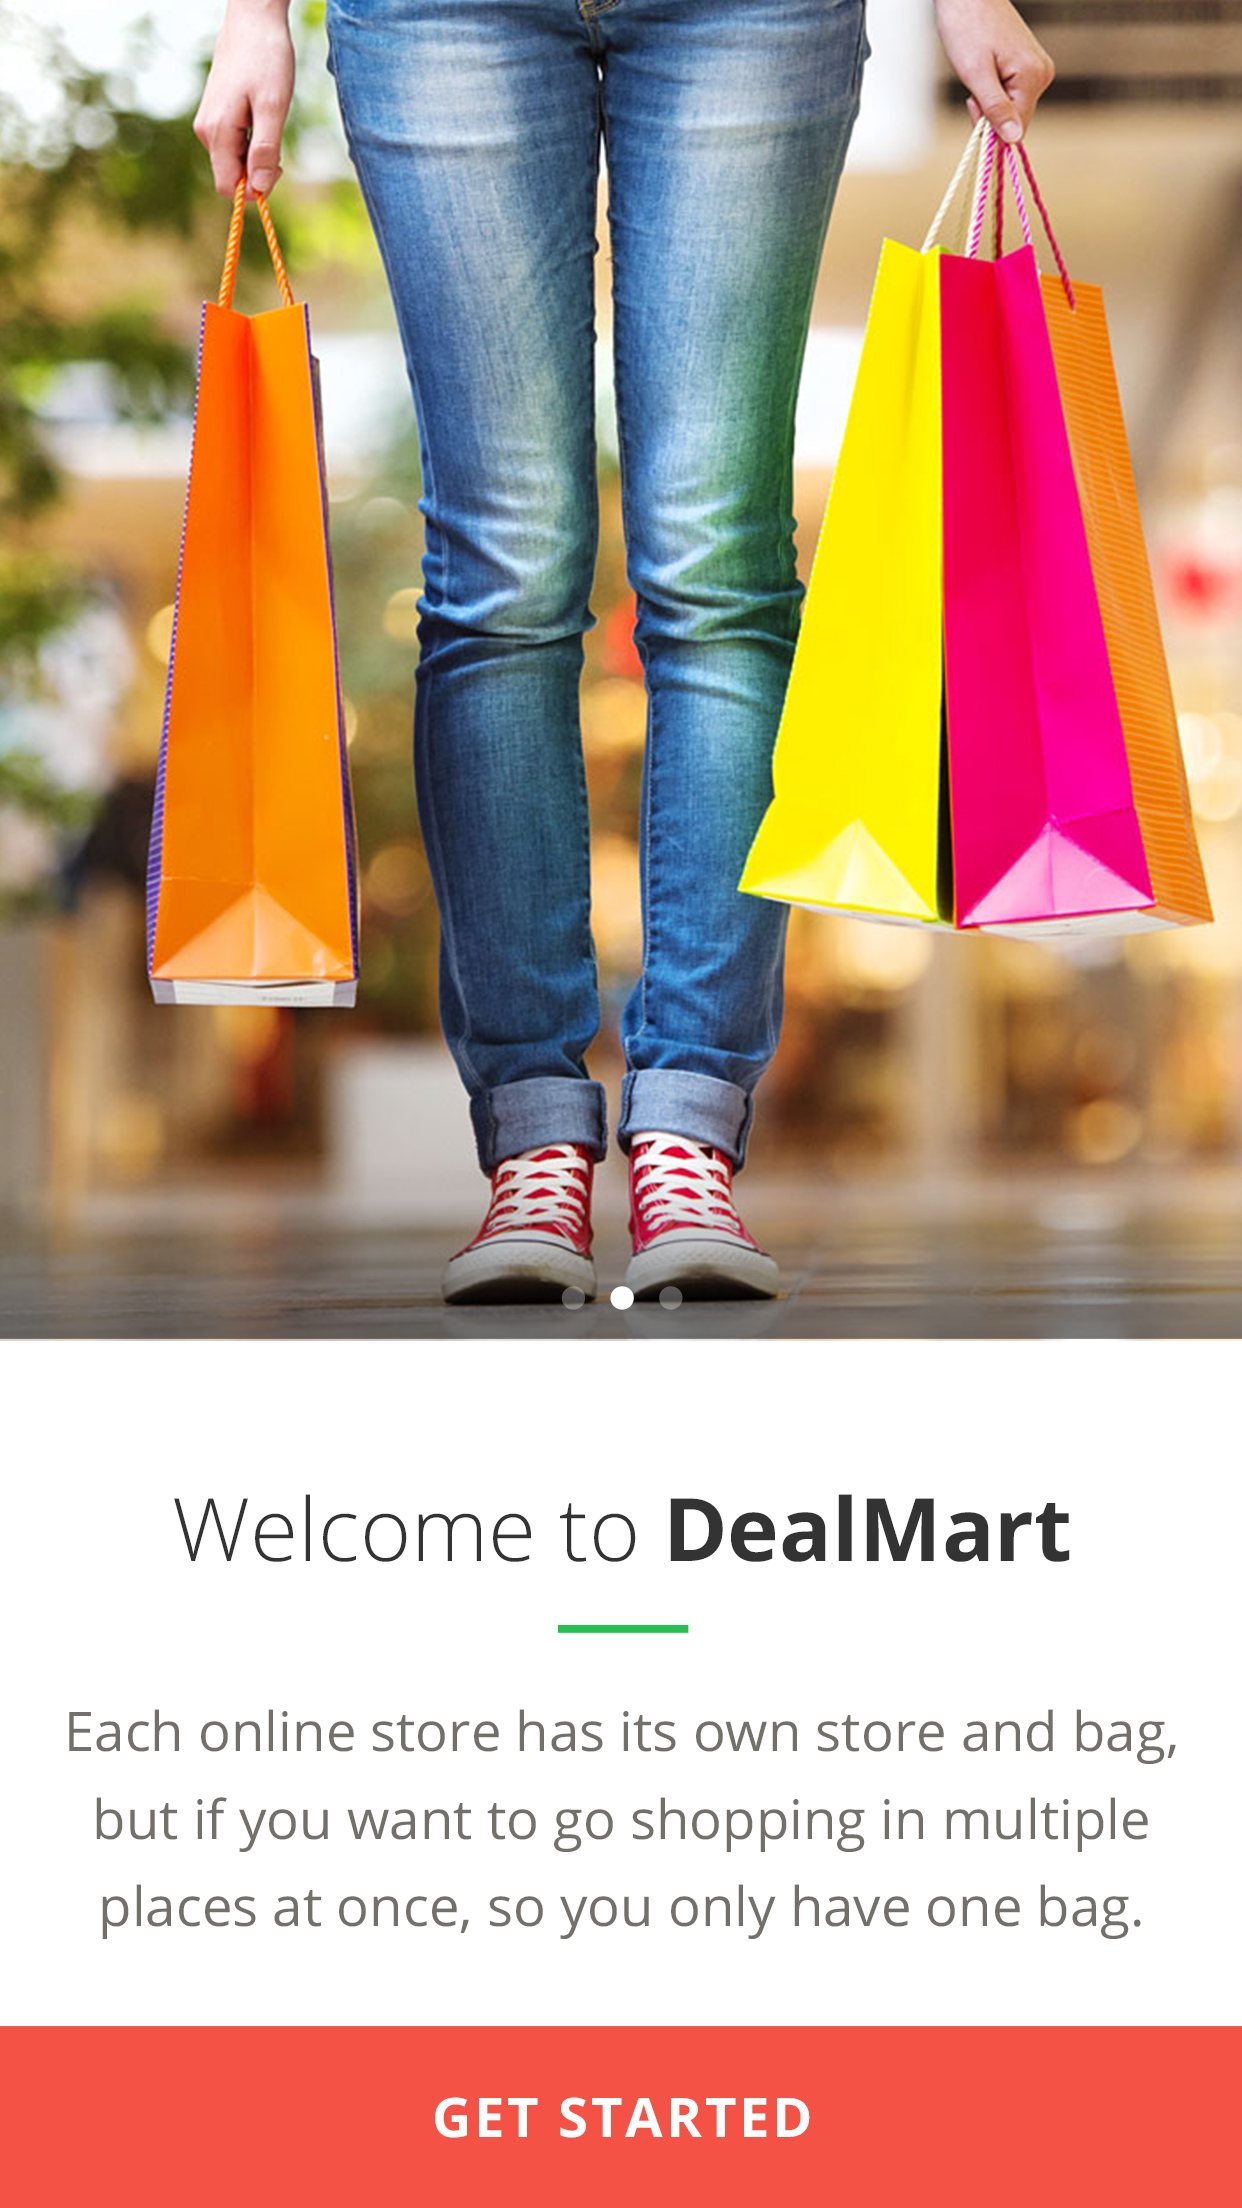 Welcome to DealMart
Each online store has its own store and bag,
but if you want to go shopping in multiple
places at once, so you only have one bag.
GET STARTED